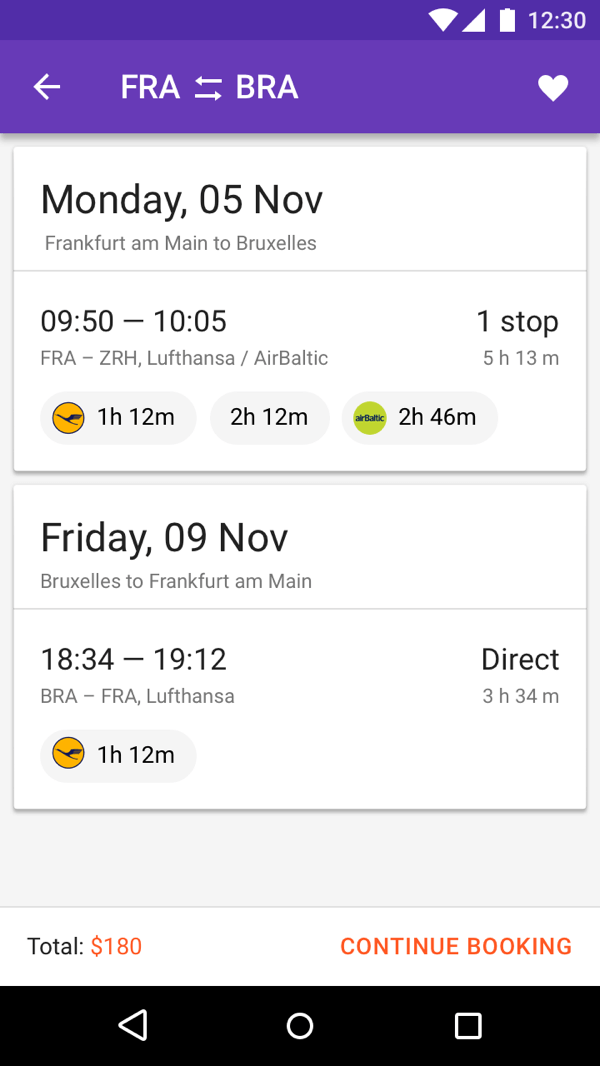 12:30
FRA BRA
Monday, 05 Nov
Frankfurt am Main to Bruxelles
09:50 — 10:05 1 stop
FRA – ZRH, Lufthansa / AirBaltic 5 h 13 m
1h 12m 2h 12m airBaltic 2h 46m
Friday, 09 Nov
Bruxelles to Frankfurt am Main
18:34 — 19:12 Direct
BRA – FRA, Lufthansa 3 h 34 m
1h 12m
Total: $180 CONTINUE BOOKING